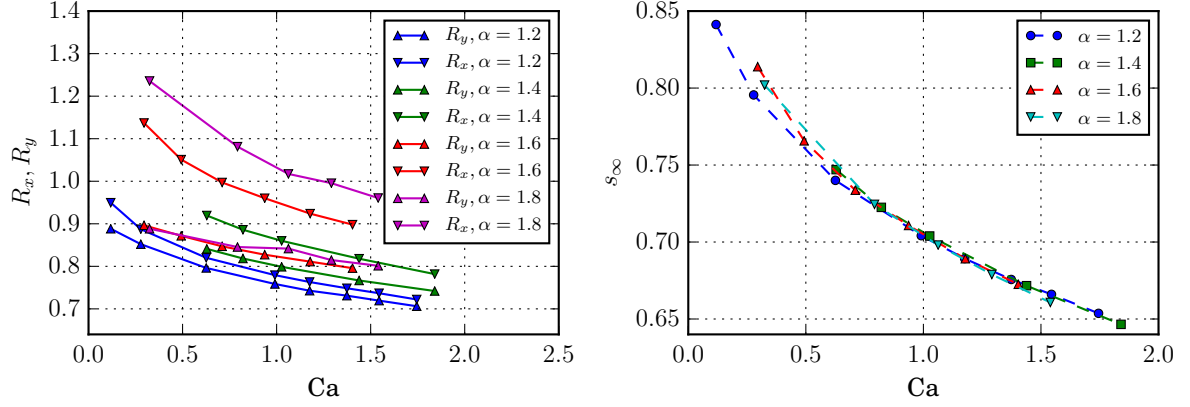 1.4
1.3
1.2
1.1
1.0
0.9
0.8
0.7
R_x, R_y
0.0 0.5 1.0 1.5 2.0 2.5
Ca
R_y, α = 1.2
R_x, α = 1.2
R_y, α = 1.4
R_x, α = 1.4
R_y, α = 1.6
R_x, α = 1.6
R_y, α = 1.8
R_x, α = 1.8
0.85
0.80
0.75
0.70
0.65
s_∞
0.0 0.5 1.0 1.5 2.0
Ca
α = 1.2
α = 1.4
α = 1.6
α = 1.8